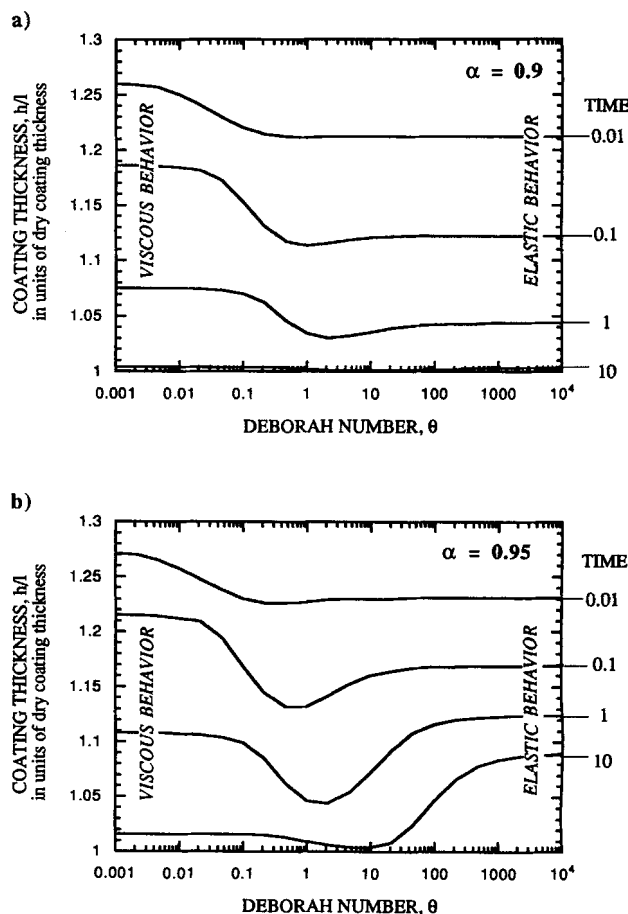 a)
1.3
1.25
1.2
1.15
1.1
1.05
1
COATING THICKNESS, h/l
in units of dry coating thickness
VISCOUS BEHAVIOR
ELASTIC BEHAVIOR
α = 0.9
TIME
0.01
0.1
1
10
0.001 0.01 0.1 1 10 100 1000 10⁴
DEBORAH NUMBER, θ
b)
1.3
1.25
1.2
1.15
1.1
1.05
1
COATING THICKNESS, h/l
in units of dry coating thickness
VISCOUS BEHAVIOR
ELASTIC BEHAVIOR
α = 0.95
TIME
0.01
0.1
1
10
0.001 0.01 0.1 1 10 100 1000 10⁴
DEBORAH NUMBER, θ